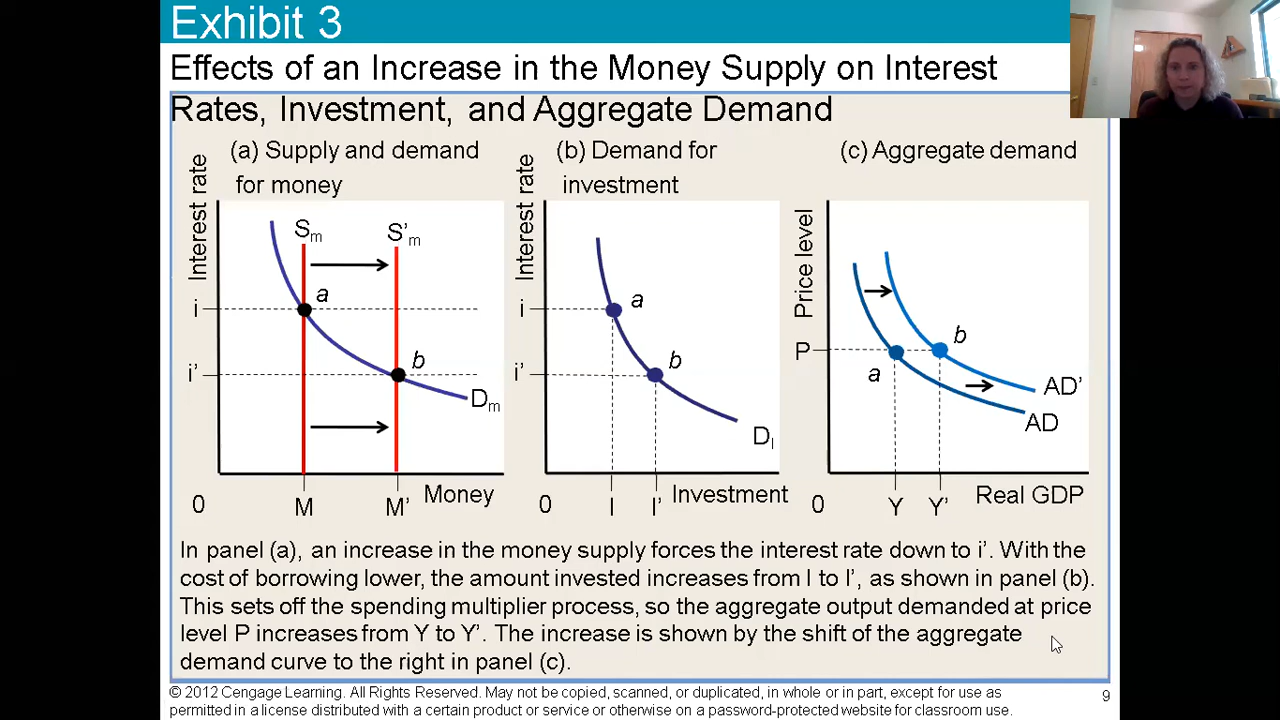 Exhibit 3
Effects of an Increase in the Money Supply on Interest
Rates, Investment, and Aggregate Demand
(a) Supply and demand
for money
Interest rate
Sm
S'm
a
i
b
i'
Dm
0
M
M'
Money
(b) Demand for
investment
Interest rate
a
i
b
i'
DI
0
I
I'
Investment
(c) Aggregate demand
Price level
b
P
a
AD'
AD
0
Y
Y'
Real GDP
In panel (a), an increase in the money supply forces the interest rate down to i'. With the
cost of borrowing lower, the amount invested increases from I to I', as shown in panel (b).
This sets off the spending multiplier process, so the aggregate output demanded at price
level P increases from Y to Y'. The increase is shown by the shift of the aggregate
demand curve to the right in panel (c).
© 2012 Cengage Learning. All Rights Reserved. May not be copied, scanned, or duplicated, in whole or in part, except for use as
permitted in a license distributed with a certain product or service or otherwise on a password-protected website for classroom use.
9